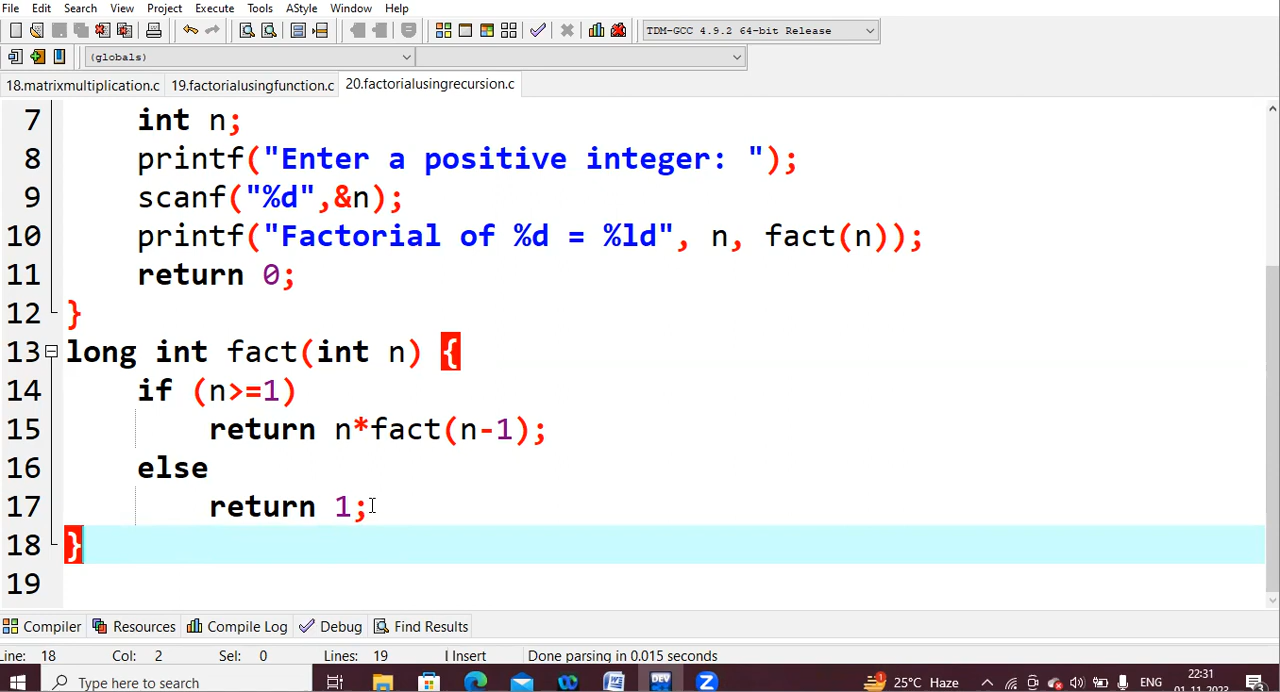 File Edit Search View Project Execute Tools AStyle Window Help
TDM-GCC 4.9.2 64-bit Release
(globals)
18.matrixmultiplication.c 19.factorialusingfunction.c 20.factorialusingrecursion.c
7 int n;
8 printf("Enter a positive integer: ");
9 scanf("%d",&n);
10 printf("Factorial of %d = %ld", n, fact(n));
11 return 0;
12 }
13 long int fact(int n) {
14 if (n>=1)
15 return n*fact(n-1);
16 else
17 return 1;
18 }
19
Compiler Resources Compile Log Debug Find Results
Line: 18 Col: 2 Sel: 0 Lines: 19 Insert Done parsing in 0.015 seconds
Type here to search DEV 25°C Haze ENG 22:31
01-11-2023